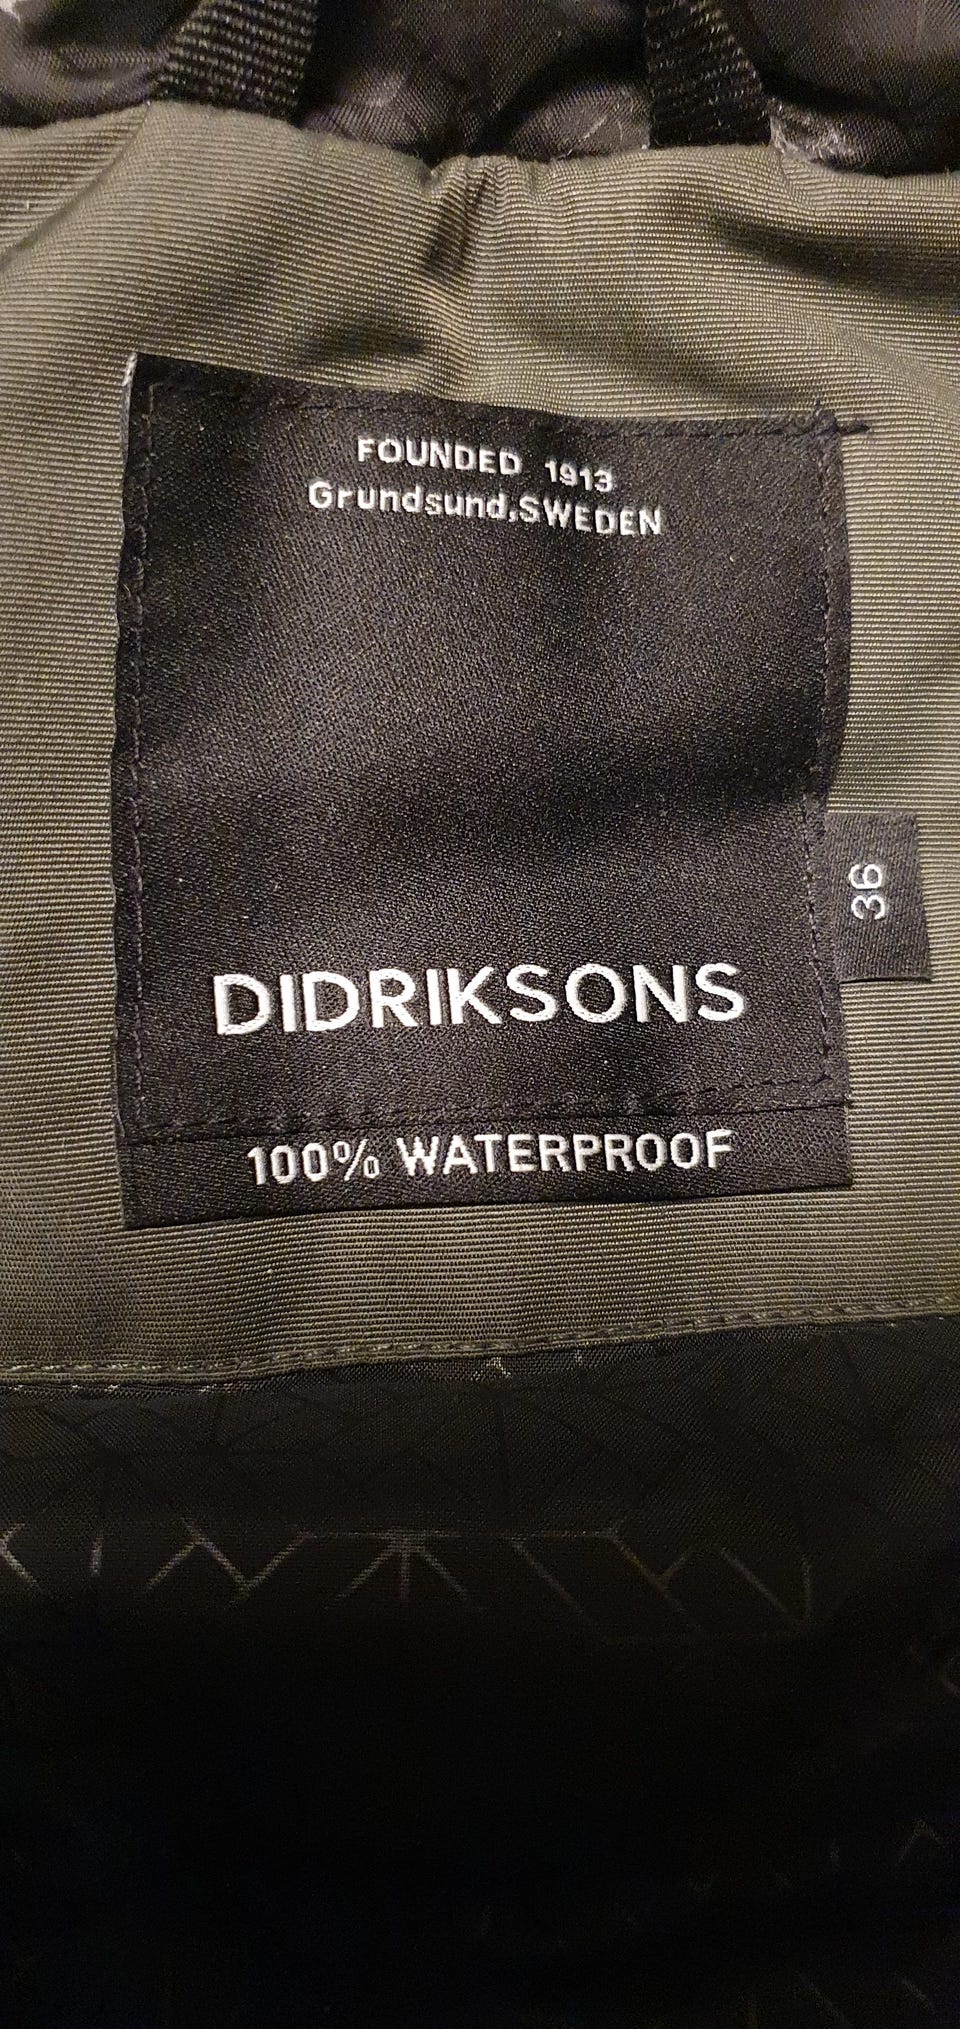 FOUNDED 1913
Grundsund,SWEDEN
36
DIDRIKSONS
100% WATERPROOF